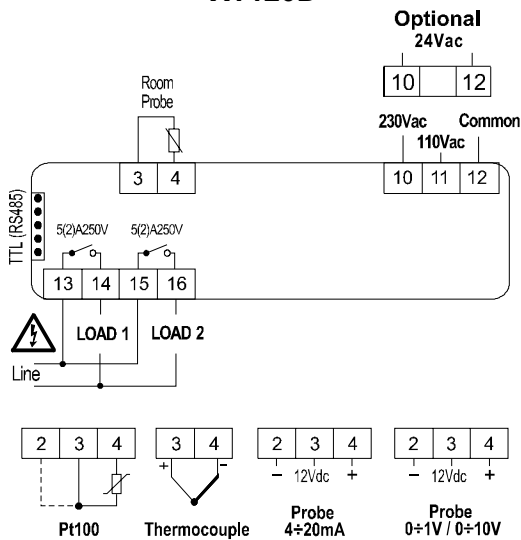 Optional
24Vac
10 12
Room
Probe
230Vac Common
110Vac
3 4
10 11 12
TTL (RS485)
5(2)A250V 5(2)A250V
13 14 15 16
LOAD 1 LOAD 2
Line
2 3 4
3 4
2 3 4
2 3 4
+ -
- 12Vdc +
- 12Vdc +
Pt100
Thermocouple
Probe
4÷20mA
Probe
0÷1V / 0÷10V